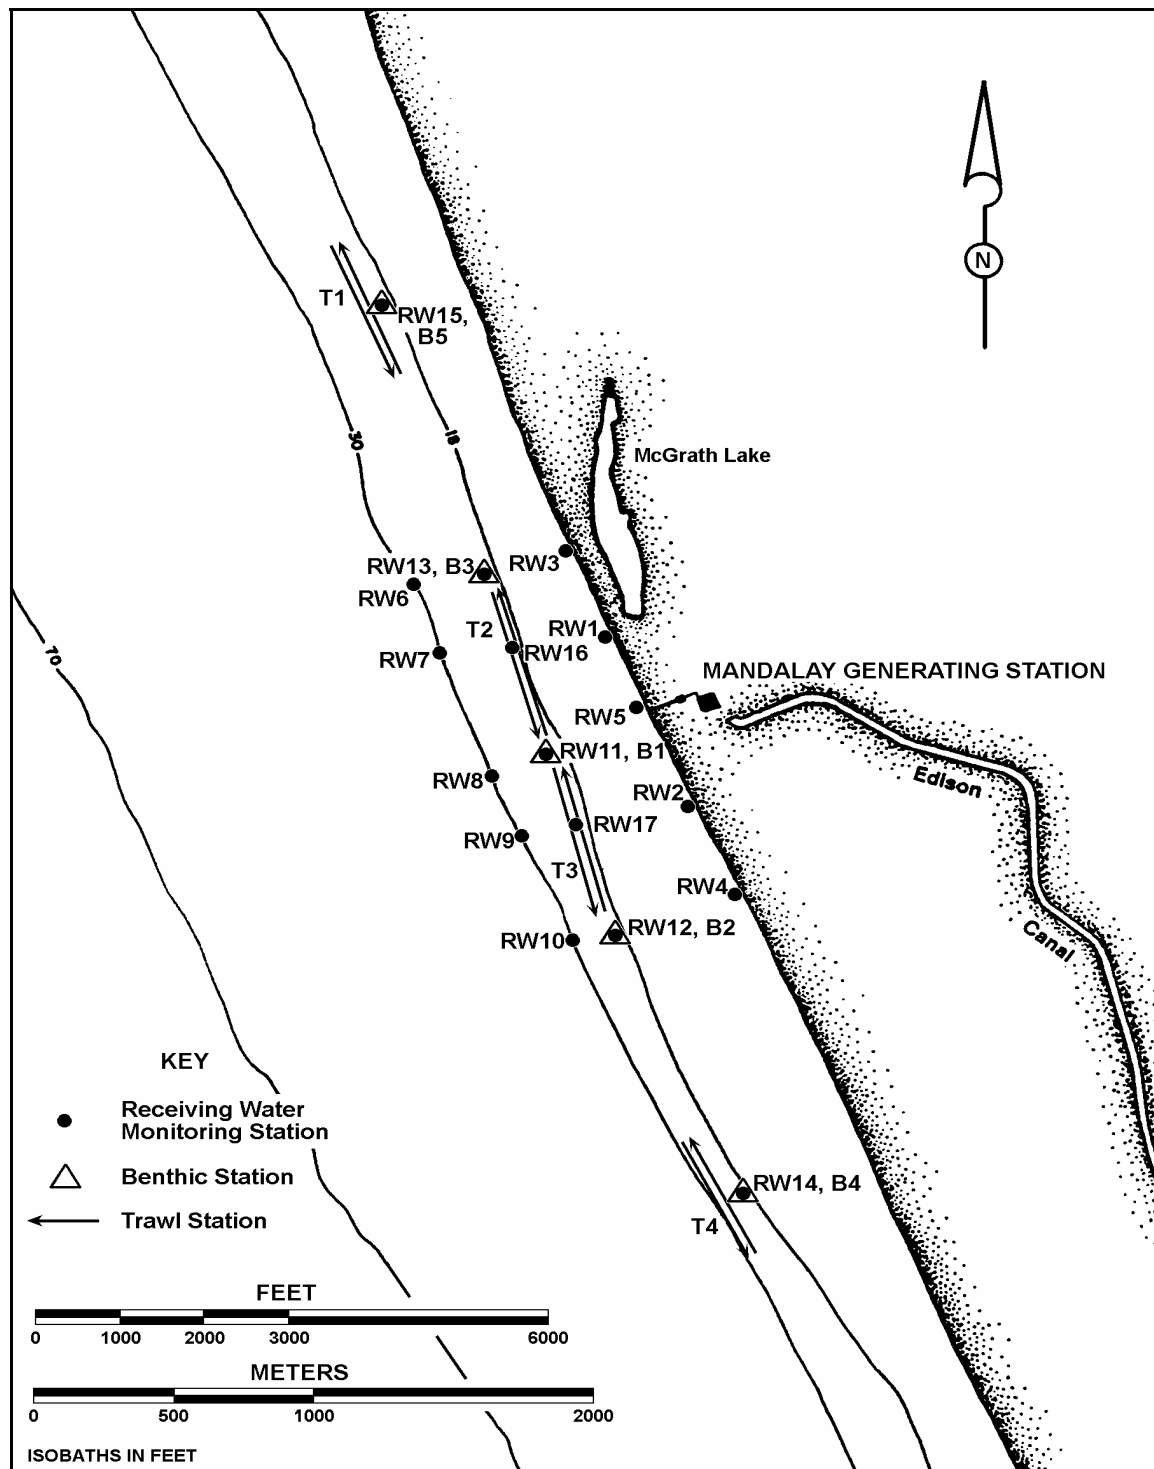 N
T1
RW15,
B5
30
18
McGrath Lake
RW3
RW13, B3
RW6
RW1
T2
RW16
RW7
MANDALAY GENERATING STATION
70
RW5
RW11, B1
Edison
RW8
RW2
RW17
RW9
T3
RW4
RW12, B2
RW10
Canal
KEY
Receiving Water
Monitoring Station
Benthic Station
RW14, B4
Trawl Station
T4
FEET
0 1000 2000 3000 6000
METERS
0 500 1000 2000
ISOBATHS IN FEET